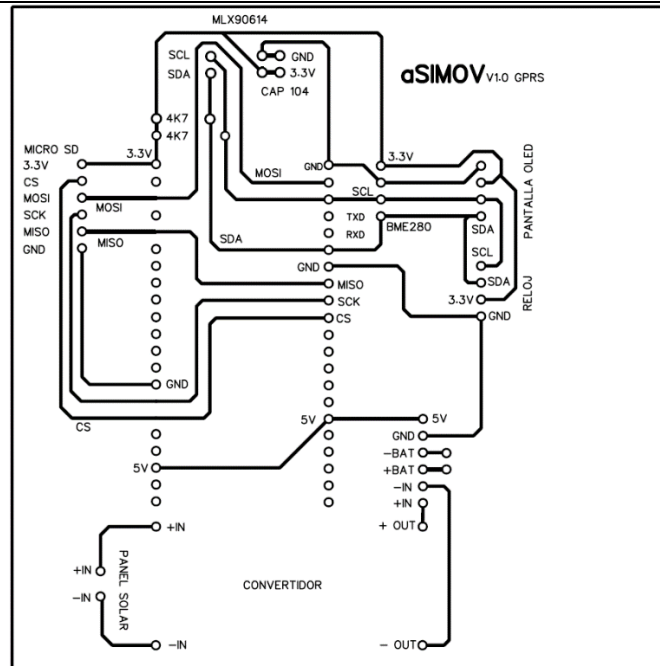 MLX90614
SCL
GND
SDA
3.3V
CAP 104
aSIMOV V1.0 GPRS
4K7
4K7
MICRO SD
3.3V
3.3V
GND
3.3V
CS
MOSI
MOSI
MOSI
SCL
SCK
TXD
MISO
MISO
SDA
RXD
BME280
SDA
GND
SCL
GND
MISO
SDA
SCK
3.3V
CS
GND
PANTALLA OLED
RELOJ
GND
CS
5V
5V
GND
-BAT
5V
+BAT
-IN
+IN
+IN
+ OUT
+IN
PANEL SOLAR
CONVERTIDOR
-IN
-IN
- OUT